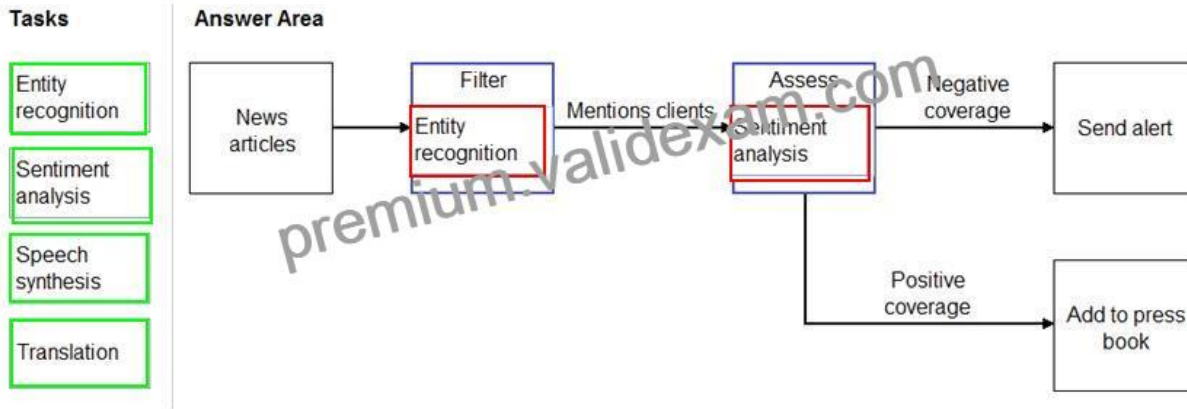 Tasks
Answer Area
Entity
recognition
Sentiment
analysis
Speech
synthesis
Translation
News
articles
Filter
Entity
recognition
Mentions clients
Assess
Sentiment
analysis
Negative
coverage
Send alert
Positive
coverage
Add to press
book
premium.validexam.com